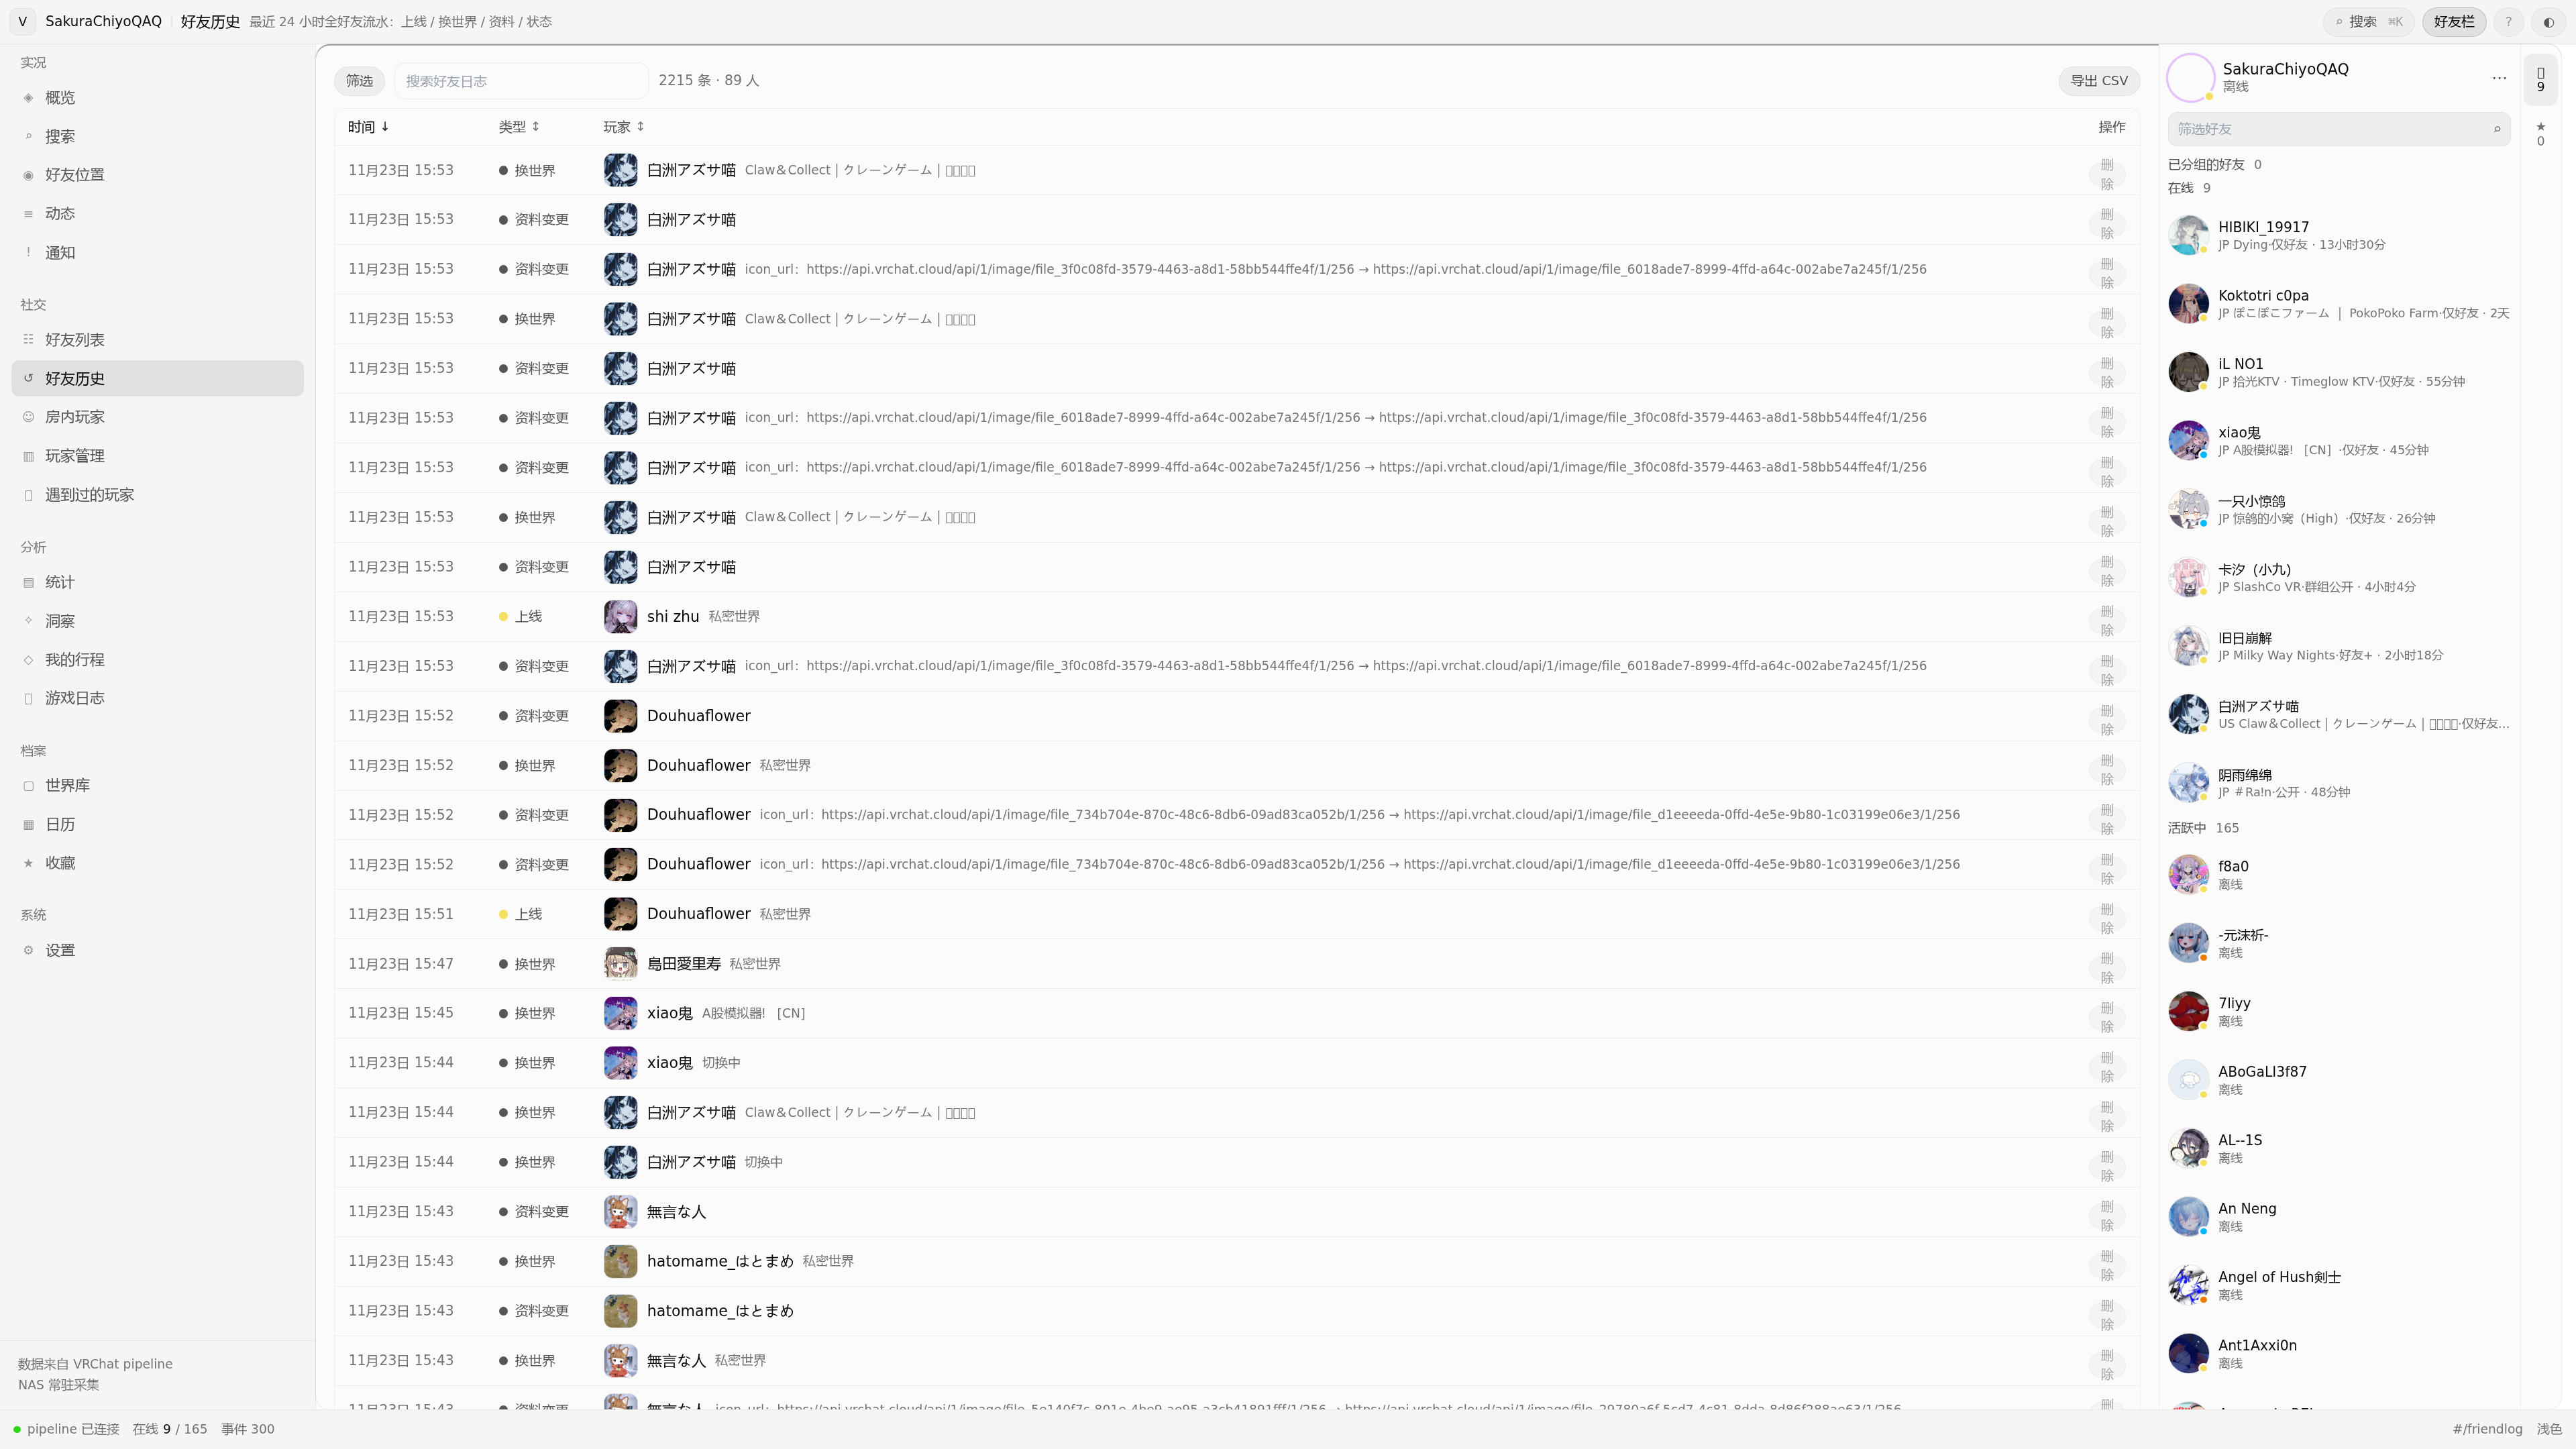 V SakuraChiyoQAQ 好友历史 最近 24 小时全好友流水：上线 / 换世界 / 资料 / 状态
搜索 ⌘K 好友栏 ?
实况
概览
搜索
好友位置
动态
通知
社交
好友列表
好友历史
房内玩家
玩家管理
遇到过的玩家
分析
统计
洞察
我的行程
游戏日志
档案
世界库
日历
收藏
系统
设置
数据来自 VRChat pipeline
NAS 常驻采集
筛选 搜索好友日志 2215 条 · 89 人 导出 CSV
时间 ↓ 类型 ↕ 玩家 ↕ 操作
11月23日 15:53 换世界 白洲アズサ喵 Claw＆Collect | クレーンゲーム | 删除
11月23日 15:53 资料变更 白洲アズサ喵 删除
11月23日 15:53 资料变更 白洲アズサ喵 icon_url: https://api.vrchat.cloud/api/1/image/file_3f0c08fd-3579-4463-a8d1-58bb544ffe4f/1/256 → https://api.vrchat.cloud/api/1/image/file_6018ade7-8999-4ffd-a64c-002abe7a245f/1/256 删除
11月23日 15:53 换世界 白洲アズサ喵 Claw＆Collect | クレーンゲーム | 删除
11月23日 15:53 资料变更 白洲アズサ喵 删除
11月23日 15:53 资料变更 白洲アズサ喵 icon_url: https://api.vrchat.cloud/api/1/image/file_6018ade7-8999-4ffd-a64c-002abe7a245f/1/256 → https://api.vrchat.cloud/api/1/image/file_3f0c08fd-3579-4463-a8d1-58bb544ffe4f/1/256 删除
11月23日 15:53 资料变更 白洲アズサ喵 icon_url: https://api.vrchat.cloud/api/1/image/file_6018ade7-8999-4ffd-a64c-002abe7a245f/1/256 → https://api.vrchat.cloud/api/1/image/file_3f0c08fd-3579-4463-a8d1-58bb544ffe4f/1/256 删除
11月23日 15:53 换世界 白洲アズサ喵 Claw＆Collect | クレーンゲーム | 删除
11月23日 15:53 资料变更 白洲アズサ喵 删除
11月23日 15:53 上线 shi zhu 私密世界 删除
11月23日 15:53 资料变更 白洲アズサ喵 icon_url: https://api.vrchat.cloud/api/1/image/file_3f0c08fd-3579-4463-a8d1-58bb544ffe4f/1/256 → https://api.vrchat.cloud/api/1/image/file_6018ade7-8999-4ffd-a64c-002abe7a245f/1/256 删除
11月23日 15:52 资料变更 Douhuaflower 删除
11月23日 15:52 换世界 Douhuaflower 私密世界 删除
11月23日 15:52 资料变更 Douhuaflower icon_url: https://api.vrchat.cloud/api/1/image/file_734b704e-870c-48c6-8db6-09ad83ca052b/1/256 → https://api.vrchat.cloud/api/1/image/file_d1eeeeda-0ffd-4e5e-9b80-1c03199e06e3/1/256 删除
11月23日 15:52 资料变更 Douhuaflower icon_url: https://api.vrchat.cloud/api/1/image/file_734b704e-870c-48c6-8db6-09ad83ca052b/1/256 → https://api.vrchat.cloud/api/1/image/file_d1eeeeda-0ffd-4e5e-9b80-1c03199e06e3/1/256 删除
11月23日 15:51 上线 Douhuaflower 私密世界 删除
11月23日 15:47 换世界 島田愛里寿 私密世界 删除
11月23日 15:45 换世界 xiao鬼 A股模拟器! [CN] 删除
11月23日 15:44 换世界 xiao鬼 切换中 删除
11月23日 15:44 换世界 白洲アズサ喵 Claw＆Collect | クレーンゲーム | 删除
11月23日 15:44 换世界 白洲アズサ喵 切换中 删除
11月23日 15:43 资料变更 無言な人 删除
11月23日 15:43 换世界 hatomame_はとまめ 私密世界 删除
11月23日 15:43 资料变更 hatomame_はとまめ 删除
11月23日 15:43 换世界 無言な人 私密世界 删除
SakuraChiyoQAQ ···
离线
9
★
0
筛选好友
已分组的好友 0
在线 9
HIBIKI_19917
JP Dying·仅好友 · 13小时30分
Koktotri c0pa
JP ぽこぽこファーム ｜ PokoPoko Farm·仅好友 · 2天
iL NO1
JP 拾光KTV · Timeglow KTV·仅好友 · 55分钟
xiao鬼
JP A股模拟器! [CN] ·仅好友 · 45分钟
一只小惊鸽
JP 惊鸽的小窝（High）·仅好友 · 26分钟
卡汐（小九）
JP SlashCo VR·群组公开 · 4小时4分
旧日崩解
JP Milky Way Nights·好友+ · 2小时18分
白洲アズサ喵
US Claw＆Collect | クレーンゲーム | ·仅好友…
阴雨绵绵
JP ＃Ra!n·公开 · 48分钟
活跃中 165
f8a0
离线
-元沫祈-
离线
7liyy
离线
ABoGaLI3f87
离线
AL--1S
离线
An Neng
离线
Angel of Hush剣士
离线
Ant1Axxi0n
离线
pipeline 已连接 在线 9 / 165 事件 300
#/friendlog 浅色